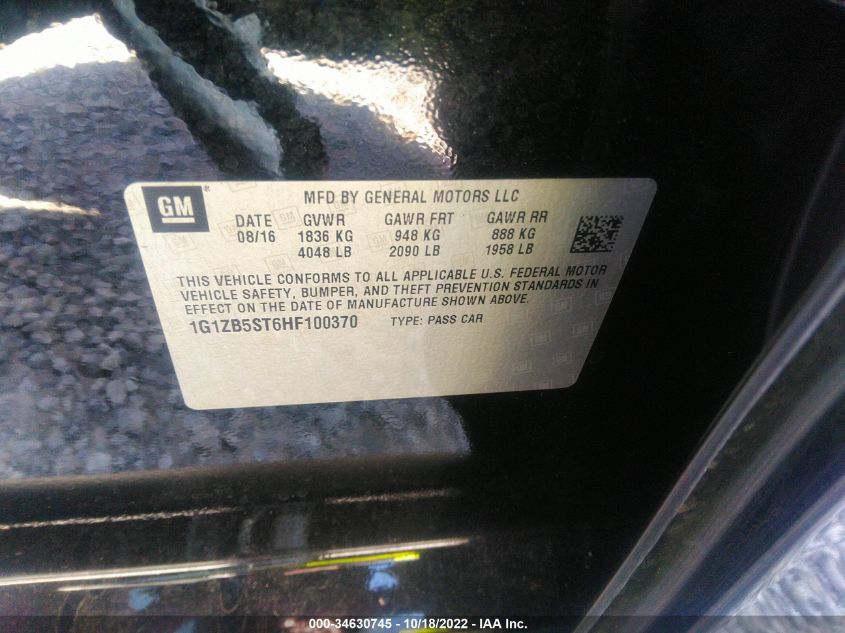 GM
MFD BY GENERAL MOTORS LLC
DATE GVWR GAWR FRT GAWR RR
08/16 1836 KG 948 KG 888 KG
4048 LB 2090 LB 1958 LB
THIS VEHICLE CONFORMS TO ALL APPLICABLE U.S. FEDERAL MOTOR
VEHICLE SAFETY, BUMPER, AND THEFT PREVENTION STANDARDS IN
EFFECT ON THE DATE OF MANUFACTURE SHOWN ABOVE.
1G1ZB5ST6HF100370 TYPE: PASS CAR
000-34630745 - 10/18/2022 - IAA Inc.